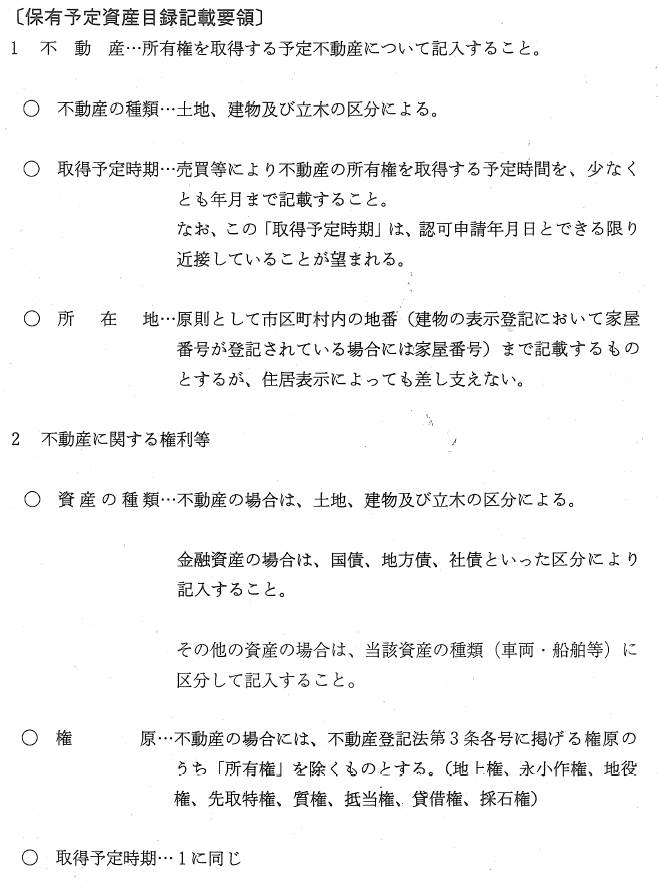 〔保有予定資産目録記載要領〕
1 不動産…所有権を取得する予定不動産について記入すること。
○ 不動産の種類…土地、建物及び立木の区分による。
○ 取得予定時期…売買等により不動産の所有権を取得する予定時間を、少なく
とも年月まで記載すること。
なお、この「取得予定時期」は、認可申請年月日とできる限り
近接していることが望まれる。
○ 所在地…原則として市区町村内の地番（建物の表示登記において家屋
番号が登記されている場合には家屋番号）まで記載するもの
とするが、住居表示によっても差し支えない。
2 不動産に関する権利等
○ 資産の種類…不動産の場合は、土地、建物及び立木の区分による。
金融資産の場合は、国債、地方債、社債といった区分により
記入すること。
その他の資産の場合は、当該資産の種類（車両・船舶等）に
区分して記入すること。
○ 権原…不動産の場合には、不動産登記法第3条各号に掲げる権原の
うち「所有権」を除くものとする。（地上権、永小作権、地役
権、先取特権、質権、抵当権、貸借権、採石権）
○ 取得予定時期…1に同じ